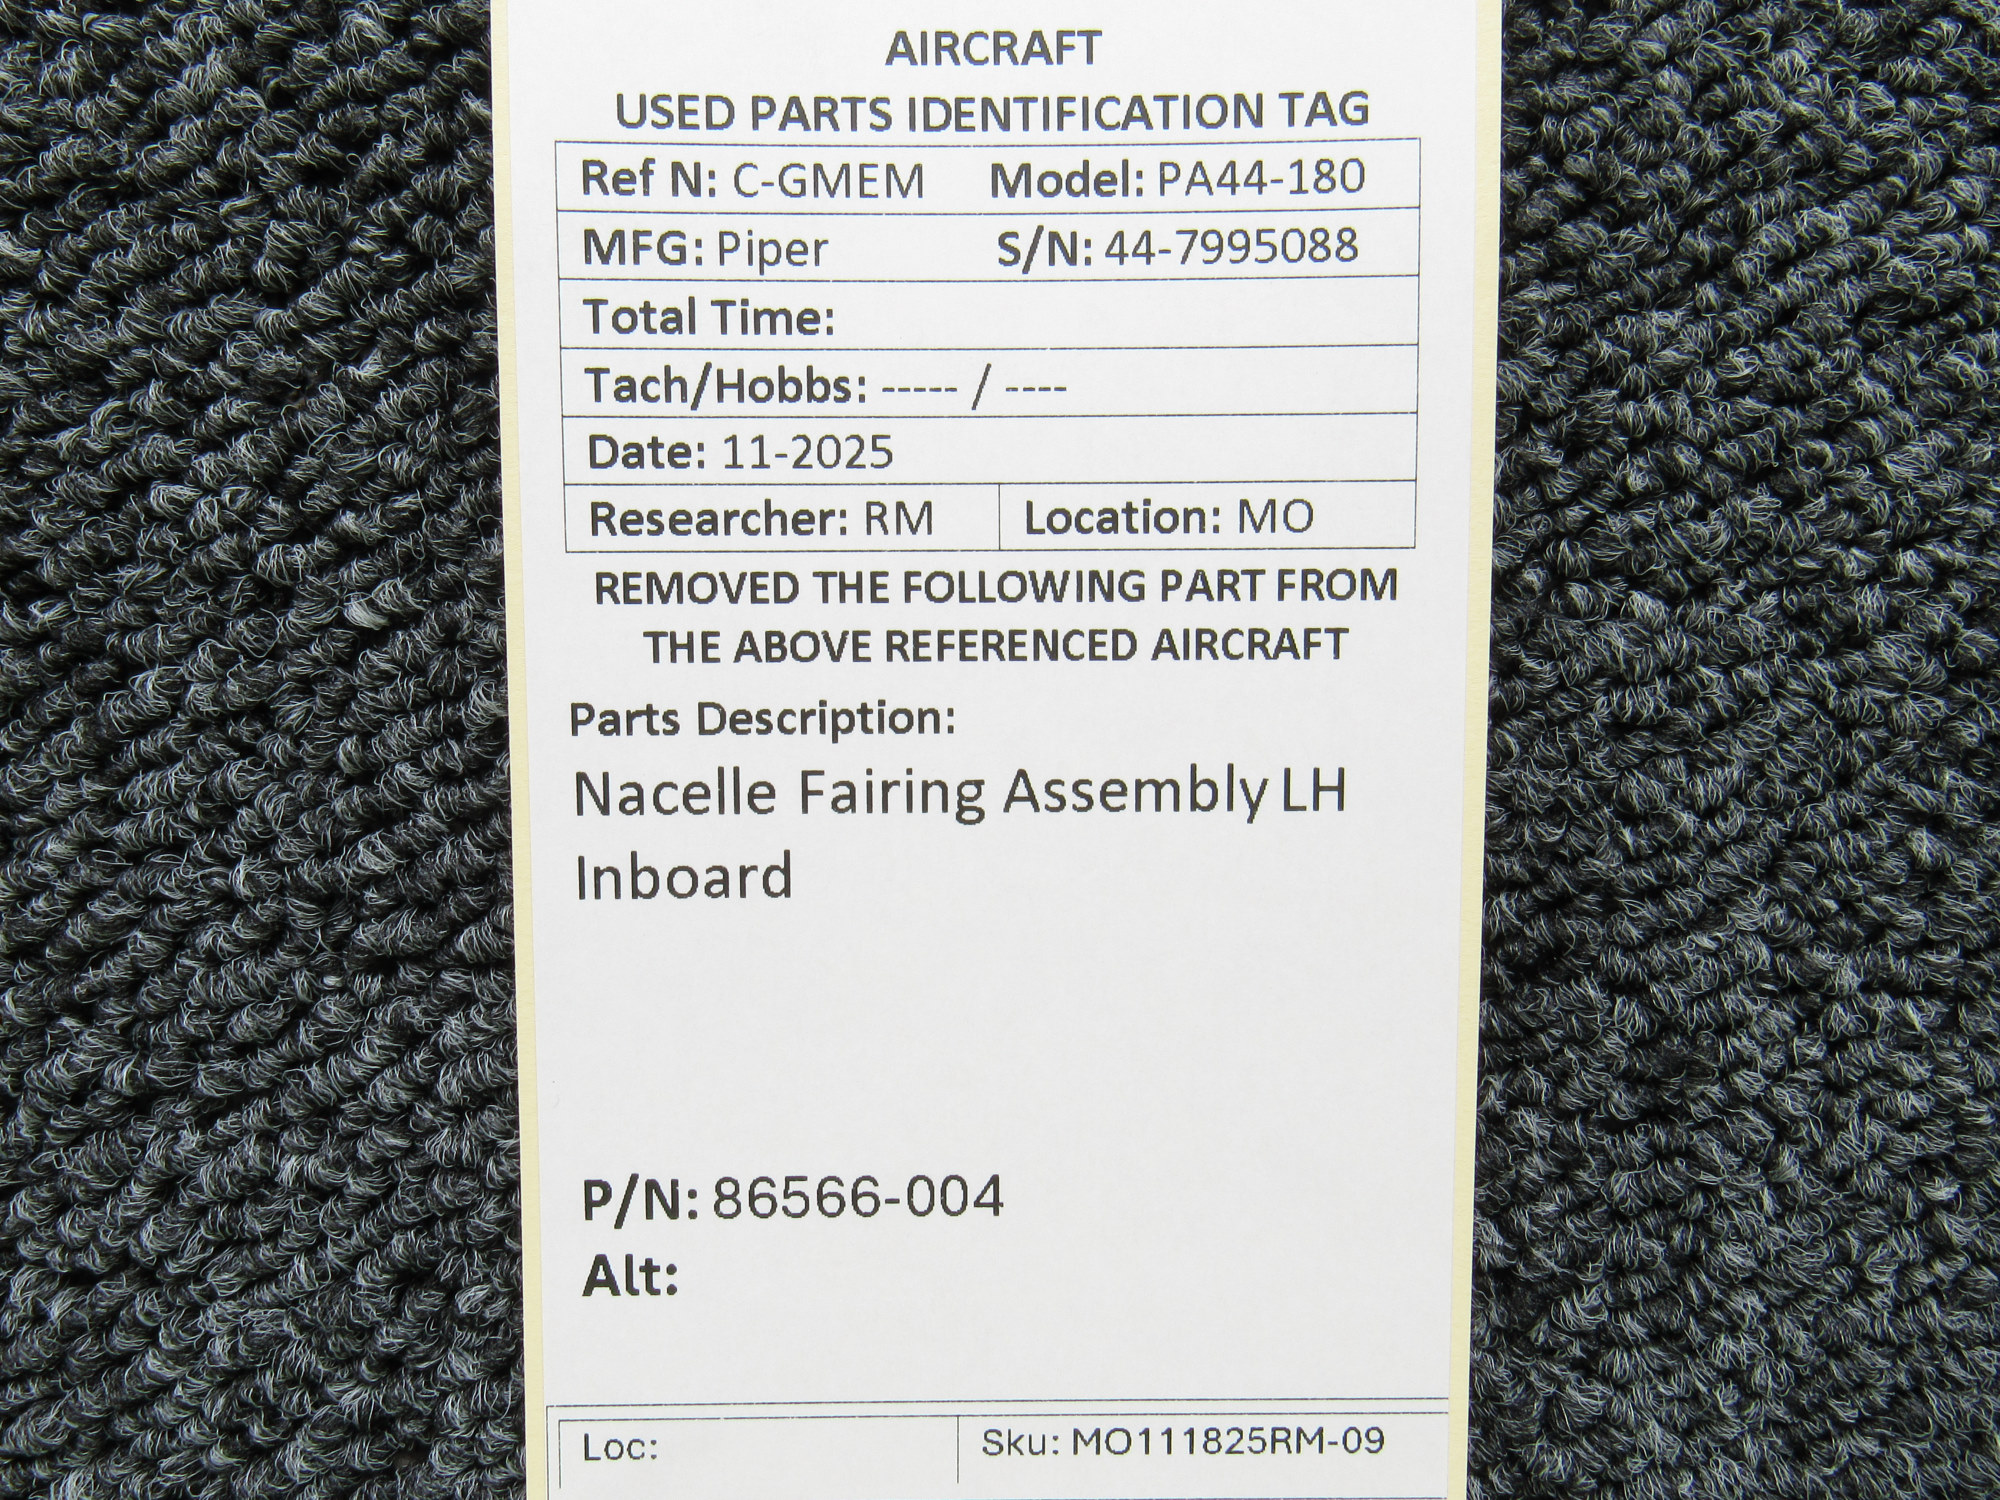 AIRCRAFT
USED PARTS IDENTIFICATION TAG
Ref N: C-GMEM Model: PA44-180
MFG: Piper S/N: 44-7995088
Total Time:
Tach/Hobbs: ----- / ----
Date: 11-2025
Researcher: RM Location: MO
REMOVED THE FOLLOWING PART FROM
THE ABOVE REFERENCED AIRCRAFT
Parts Description:
Nacelle Fairing Assembly LH
Inboard
P/N: 86566-004
Alt:
Loc: Sku: MO111825RM-09